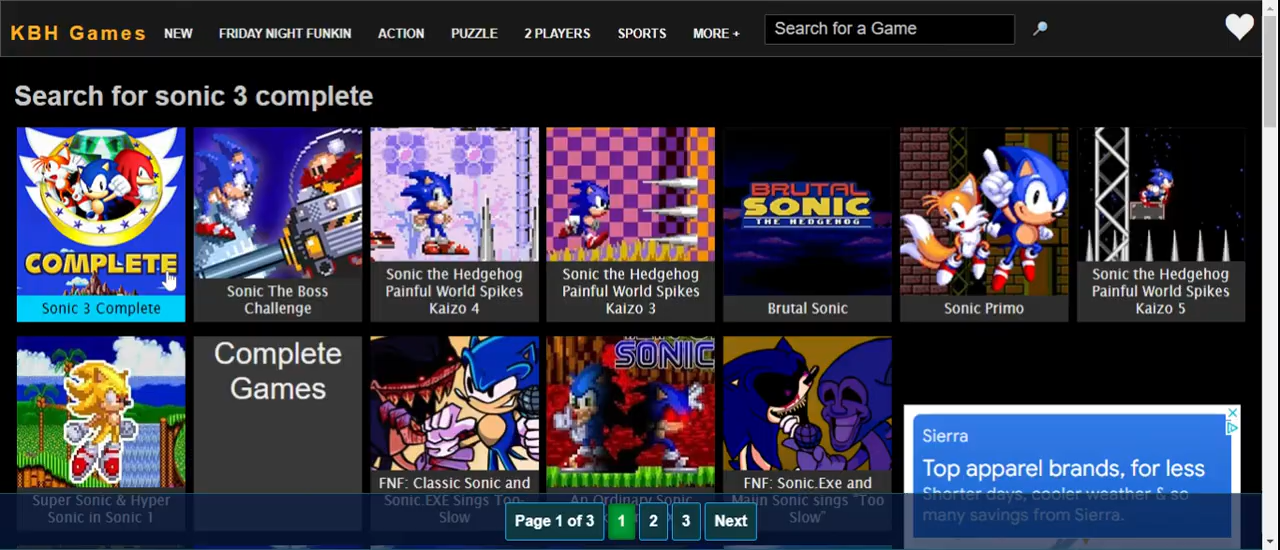 KBH Games
NEW
FRIDAY NIGHT FUNKIN
ACTION
PUZZLE
2 PLAYERS
SPORTS
MORE +
Search for a Game
Search for sonic 3 complete
COMPLETE
Sonic 3 Complete
Sonic The Boss
Challenge
Sonic the Hedgehog
Painful World Spikes
Kaizo 4
Sonic the Hedgehog
Painful World Spikes
Kaizo 3
BRUTAL
SONIC
THE HEDGEHOG
Brutal Sonic
Sonic Primo
Sonic the Hedgehog
Painful World Spikes
Kaizo 5
Super Sonic & Hyper
Sonic in Sonic 1
Complete
Games
FNF: Classic Sonic and
Sonic.EXE Sings Too
Slow
SONIC
An Ordinary Sonic
FNF: Sonic.Exe and
Majin Sonic sings "Too
Slow"
Sierra
Top apparel brands, for less
Shorter days, cooler weather & so
many savings from Sierra.
Page 1 of 3
1
2
3
Next